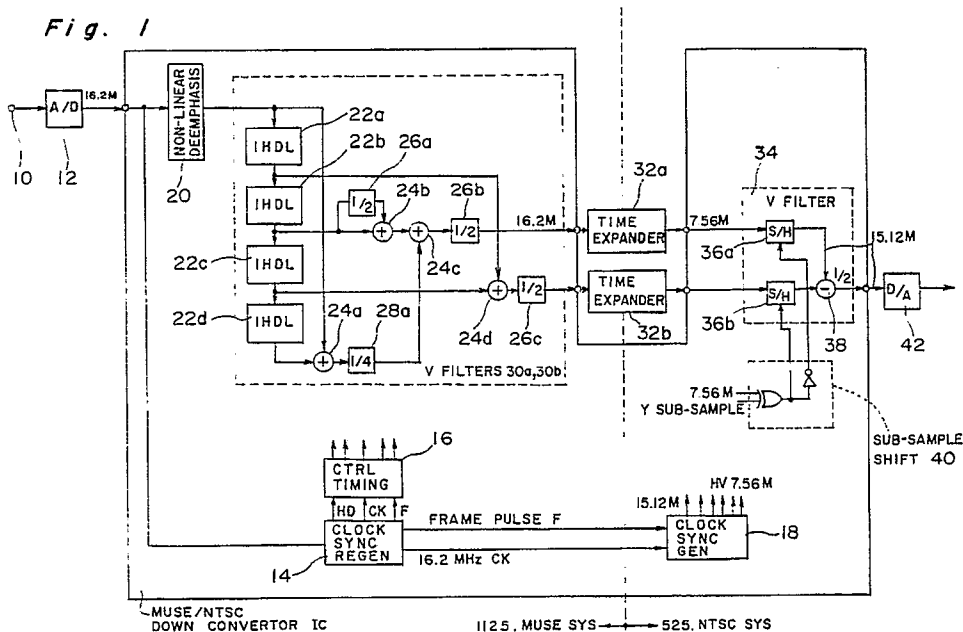 Fig. 1
10
A/D
12
16.2M
NON-LINEAR
DEEMPHASIS
20
1HDL
22a
1HDL
22b
1HDL
22c
1HDL
22d
26a
1/2
24b
26b
1/2
24c
24a
28a
1/4
24d
1/2
26c
V FILTERS 30a,30b
16.2M
32a
TIME
EXPANDER
TIME
EXPANDER
32b
7.56M
34
V FILTER
S/H
36a
S/H
36b
1/2
38
15.12M
D/A
42
7.56M
Y SUB-SAMPLE
SUB-SAMPLE
SHIFT 40
16
CTRL
TIMING
HD CK F
CLOCK
SYNC
REGEN
14
FRAME PULSE F
16.2 MHz CK
15.12M
HV 7.56M
CLOCK
SYNC
GEN
18
MUSE/NTSC
DOWN CONVERTOR IC
1125, MUSE SYS
525, NTSC SYS